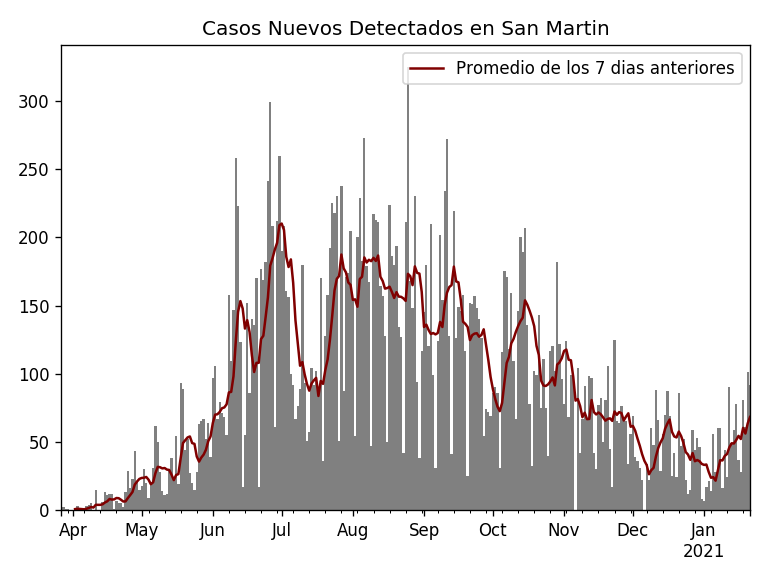 Casos Nuevos Detectados en San Martin
Promedio de los 7 dias anteriores
300
250
200
150
100
50
0
Apr May Jun Jul Aug Sep Oct Nov Dec Jan
2021